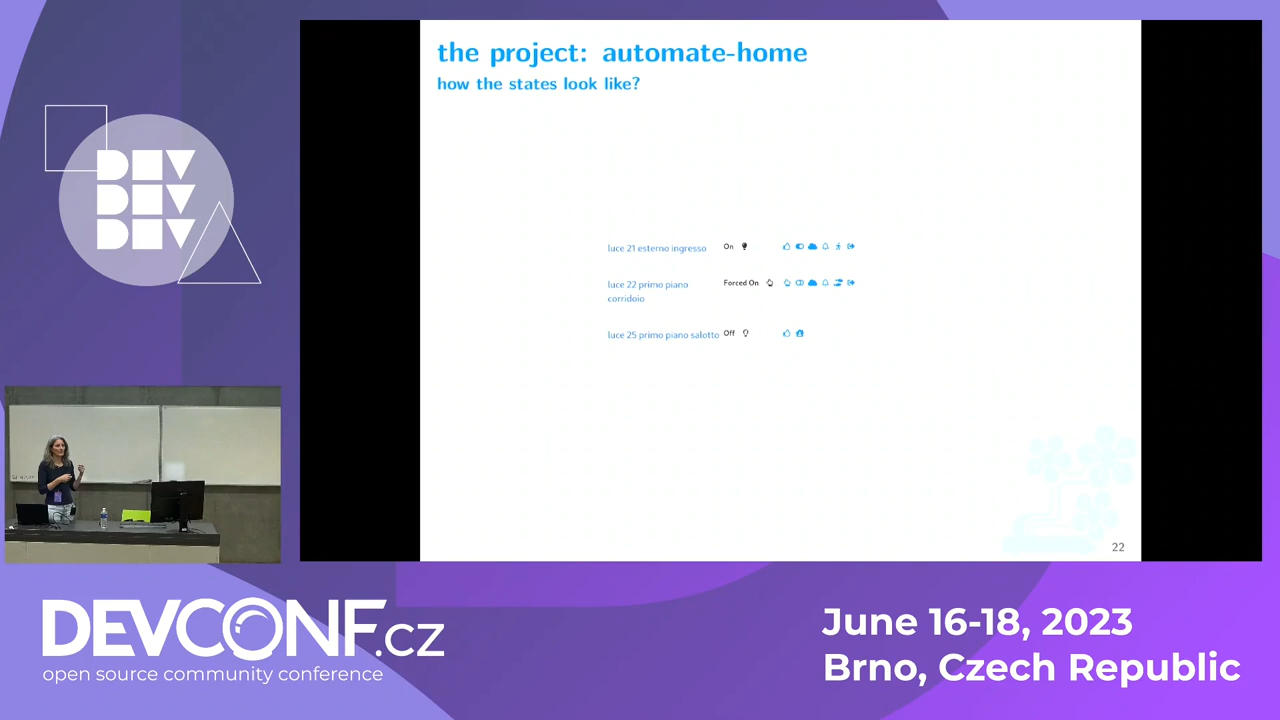 the project: automate-home
how the states look like?
luce 21 esterno ingresso On
luce 22 primo piano corridoio Forced On
luce 25 primo piano salotto Off
22
DEV
DEV
DEV
DEVCONF.cz
open source community conference
June 16-18, 2023
Brno, Czech Republic